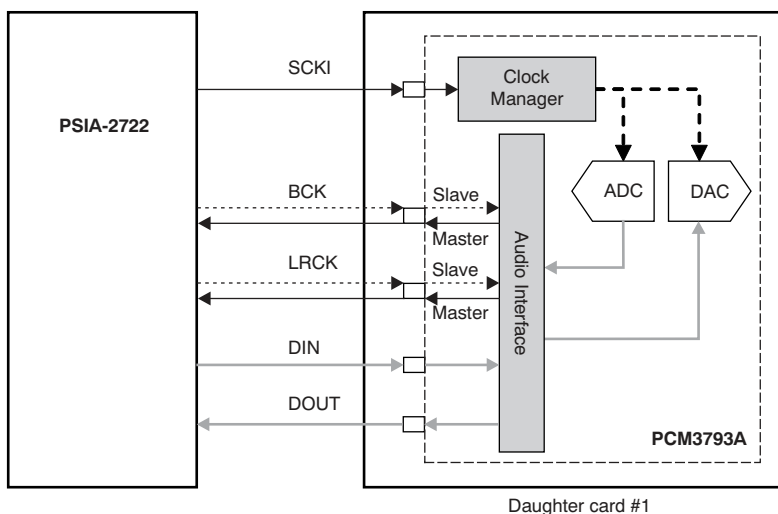 SCKI
Clock
Manager
PSIA-2722
ADC
DAC
BCK
Slave
Master
LRCK
Slave
Master
Audio Interface
DIN
DOUT
PCM3793A
Daughter card #1